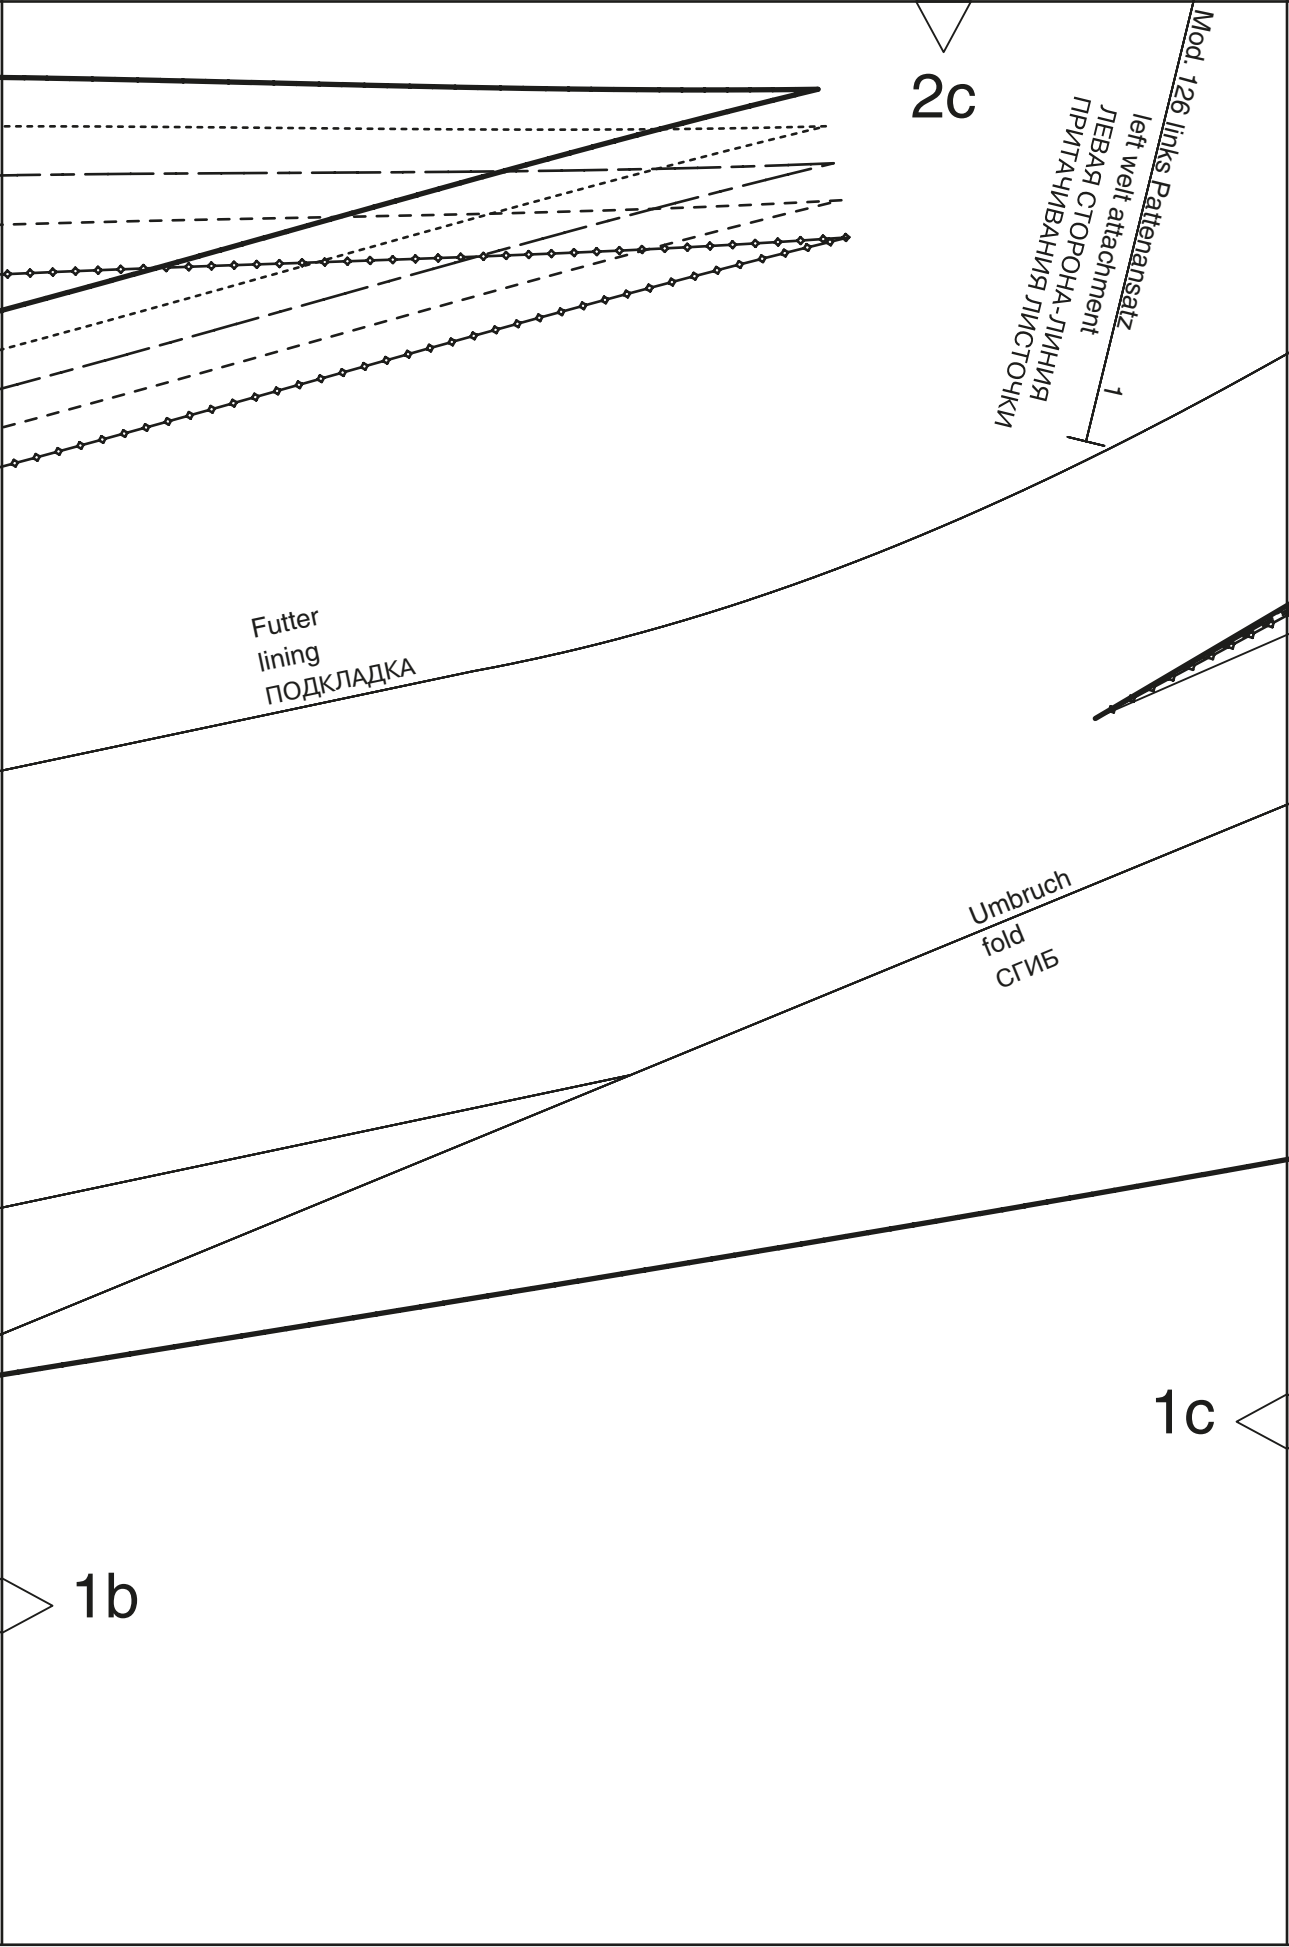 2c
Mod. 126 links Pattenansatz
left welt attachment
ЛЕВАЯ СТОРОНА-ЛИНИЯ
ПРИТАЧИВАНИЯ ЛИСТОЧКИ
1
Futter
lining
ПОДКЛАДКА
Umbruch
fold
СГИБ
1c
1b